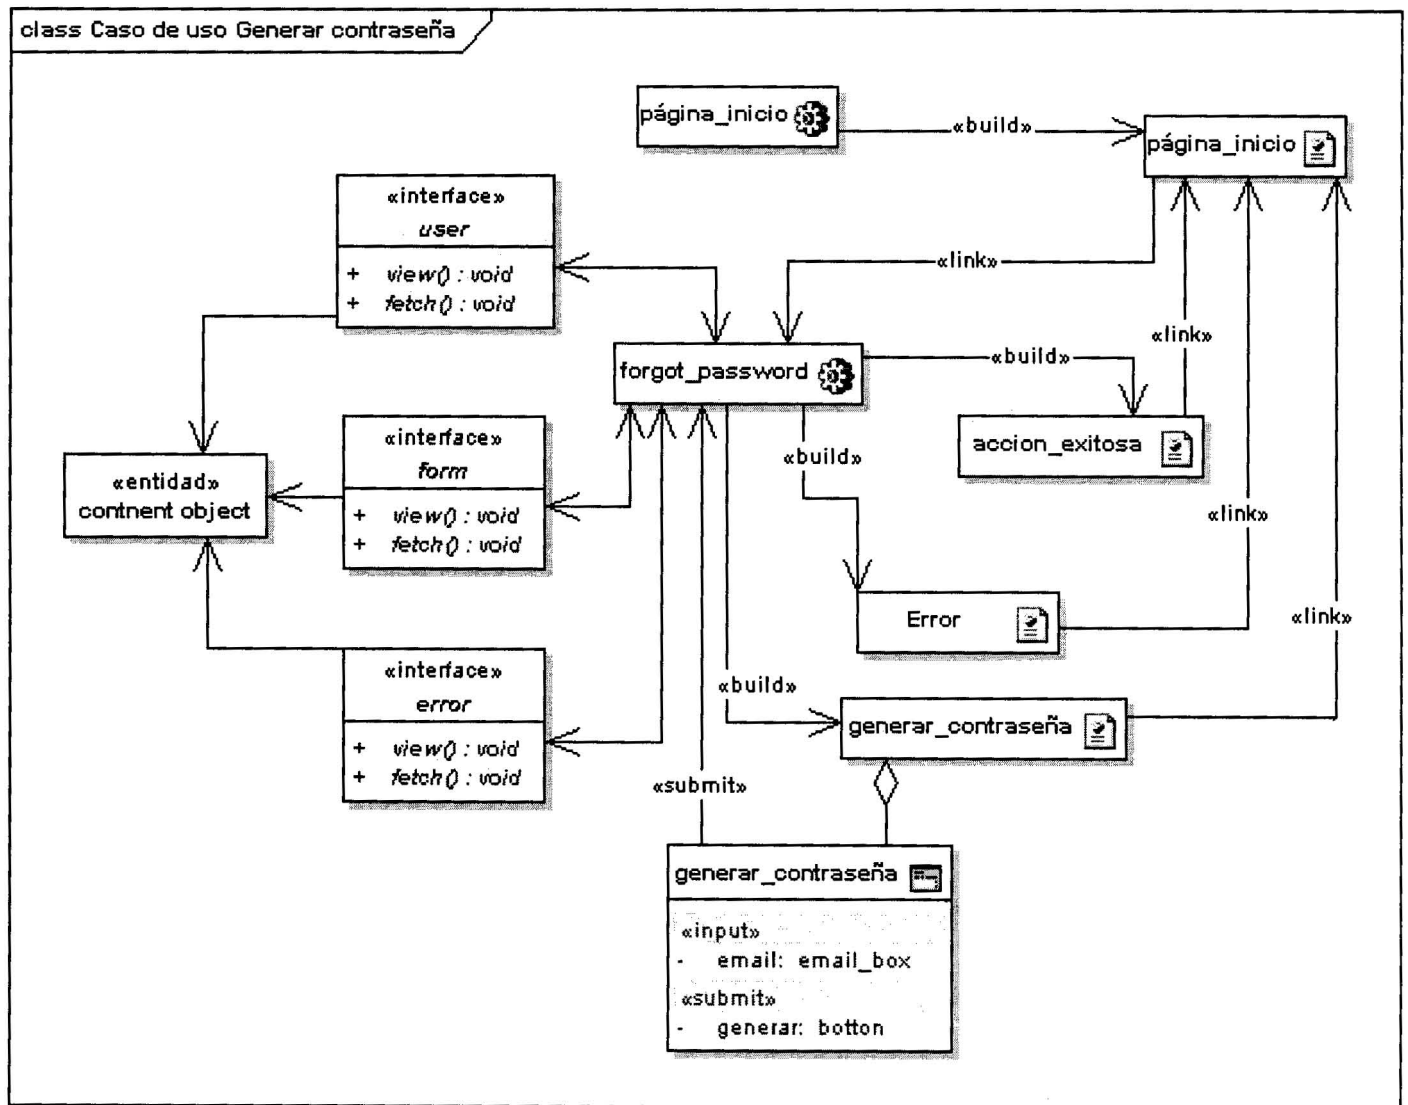 class Caso de uso Generar contraseña
página_inicio
«build»
página_inicio
«interface»
user
+ view() : void
+ fetch() : void
«link»
«link»
forgot_password
«build»
accion_exitosa
«interface»
form
+ view() : void
+ fetch() : void
«entidad»
contnent object
«build»
«link»
Error
«link»
«interface»
error
+ view() : void
+ fetch() : void
«build»
generar_contraseña
«submit»
generar_contraseña
«input»
- email: email_box
«submit»
- generar: botton